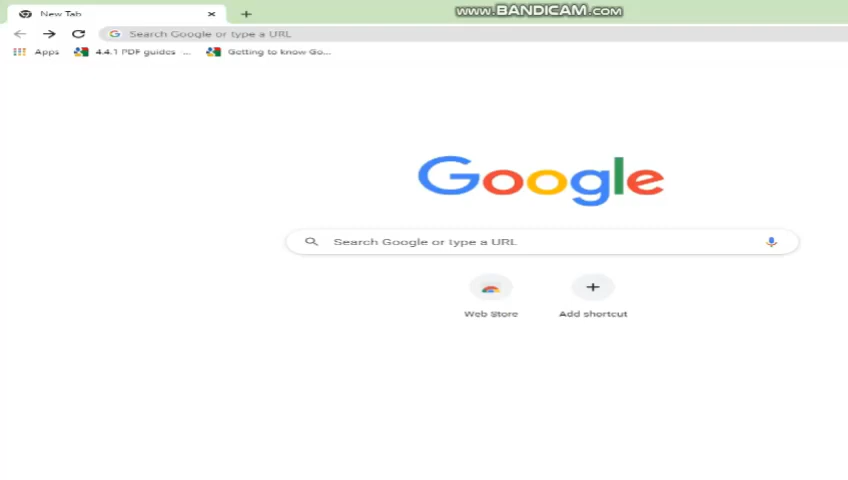 www.BANDICAM.com
New Tab
Search Google or type a URL
Apps 4.4.1 PDF guides ... Getting to know Go...
Google
Search Google or type a URL
Web Store Add shortcut